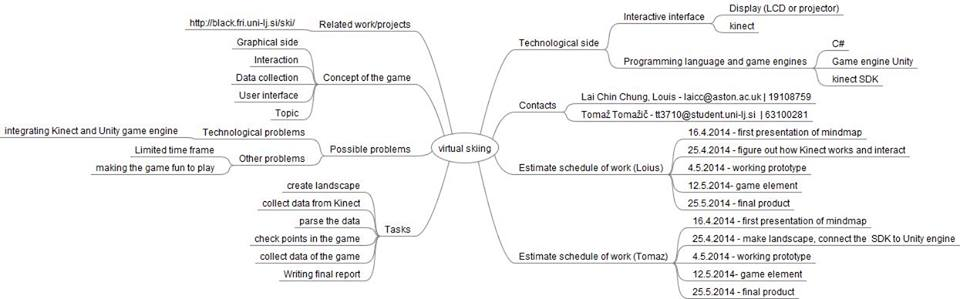 virtual skiing
Related work/projects
http://black.fri.uni-lj.si/ski/
Concept of the game
Graphical side
Interaction
Data collection
User interface
Topic
Possible problems
Technological problems
integrating Kinect and Unity game engine
Other problems
Limited time frame
making the game fun to play
Tasks
create landscape
collect data from Kinect
parse the data
check points in the game
collect data of the game
Writing final report
Technological side
Interactive interface
Display (LCD or projector)
kinect
Programming language and game engines
C#
Game engine Unity
kinect SDK
Contacts
Lai Chin Chung, Louis - laicc@aston.ac.uk | 19108759
Tomaž Tomažič - tt3710@student.uni-lj.si | 63100281
Estimate schedule of work (Loius)
16.4.2014 - first presentation of mindmap
25.4.2014 - figure out how Kinect works and interact
4.5.2014 - working prototype
12.5.2014- game element
25.5.2014 - final product
Estimate schedule of work (Tomaz)
16.4.2014 - first presentation of mindmap
25.4.2014 - make landscape, connect the SDK to Unity engine
4.5.2014 - working prototype
12.5.2014- game element
25.5.2014 - final product